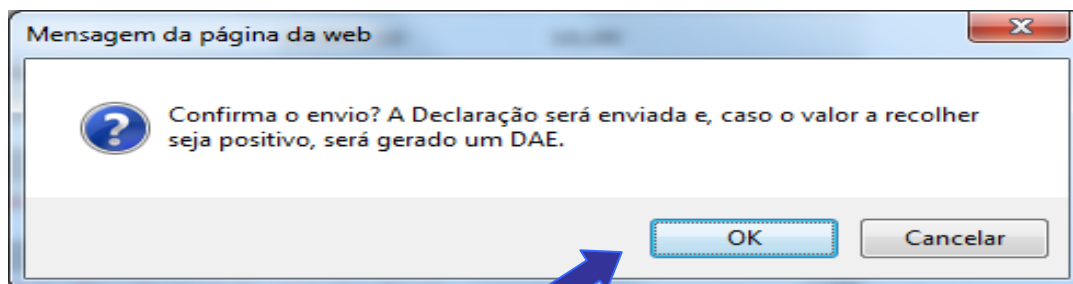 Mensagem da página da web
Confirma o envio? A Declaração será enviada e, caso o valor a recolher
seja positivo, será gerado um DAE.
OK
Cancelar